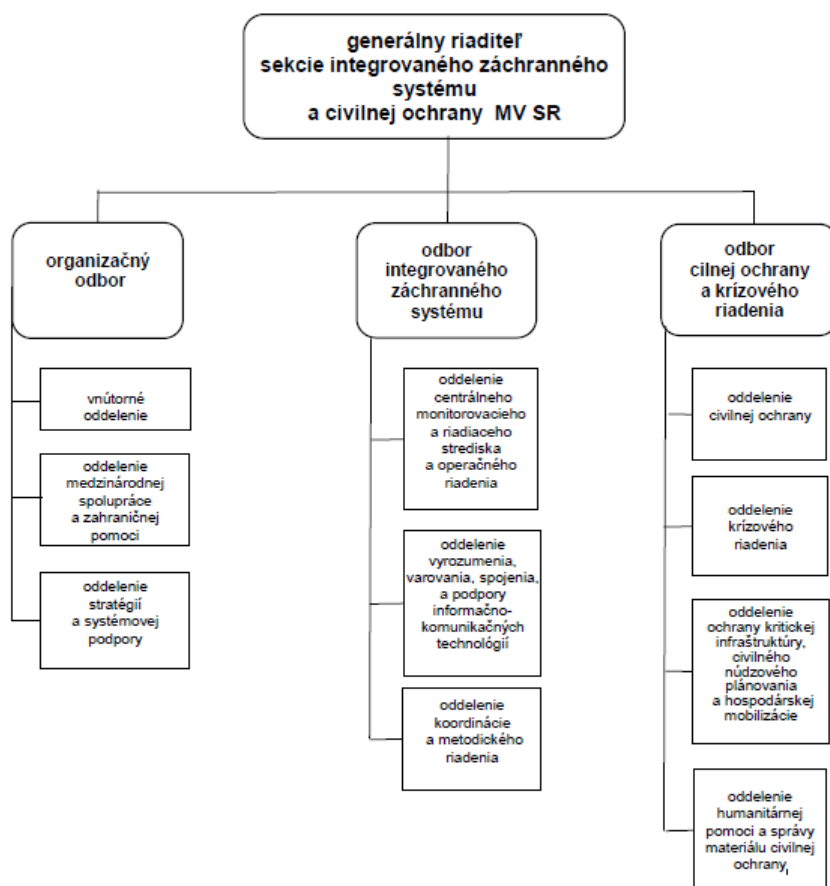 generálny riaditeľ
sekcie integrovaného záchranného
systému
a civilnej ochrany MV SR
organizačný
odbor
vnútorné
oddelenie
oddelenie
medzinárodnej
spolupráce
a zahraničnej
pomoci
oddelenie
stratégií
a systémovej
podpory
odbor
integrovaného
záchranného
systému
oddelenie
centrálneho
monitorovacieho
a riadiaceho
strediska
a operačného
riadenia
oddelenie
vyrozumenia,
varovania, spojenia,
a podpory
informačno-
komunikačných
technológií
oddelenie
koordinácie
a metodického
riadenia
odbor
cilnej ochrany
a krízového
riadenia
oddelenie
civilnej ochrany
oddelenie
krízového
riadenia
oddelenie
ochrany kritickej
infraštruktúry,
civilného
núdzového
plánovania
a hospodárskej
mobilizácie
oddelenie
humanitárnej
pomoci a správy
materiálu civilnej
ochrany,